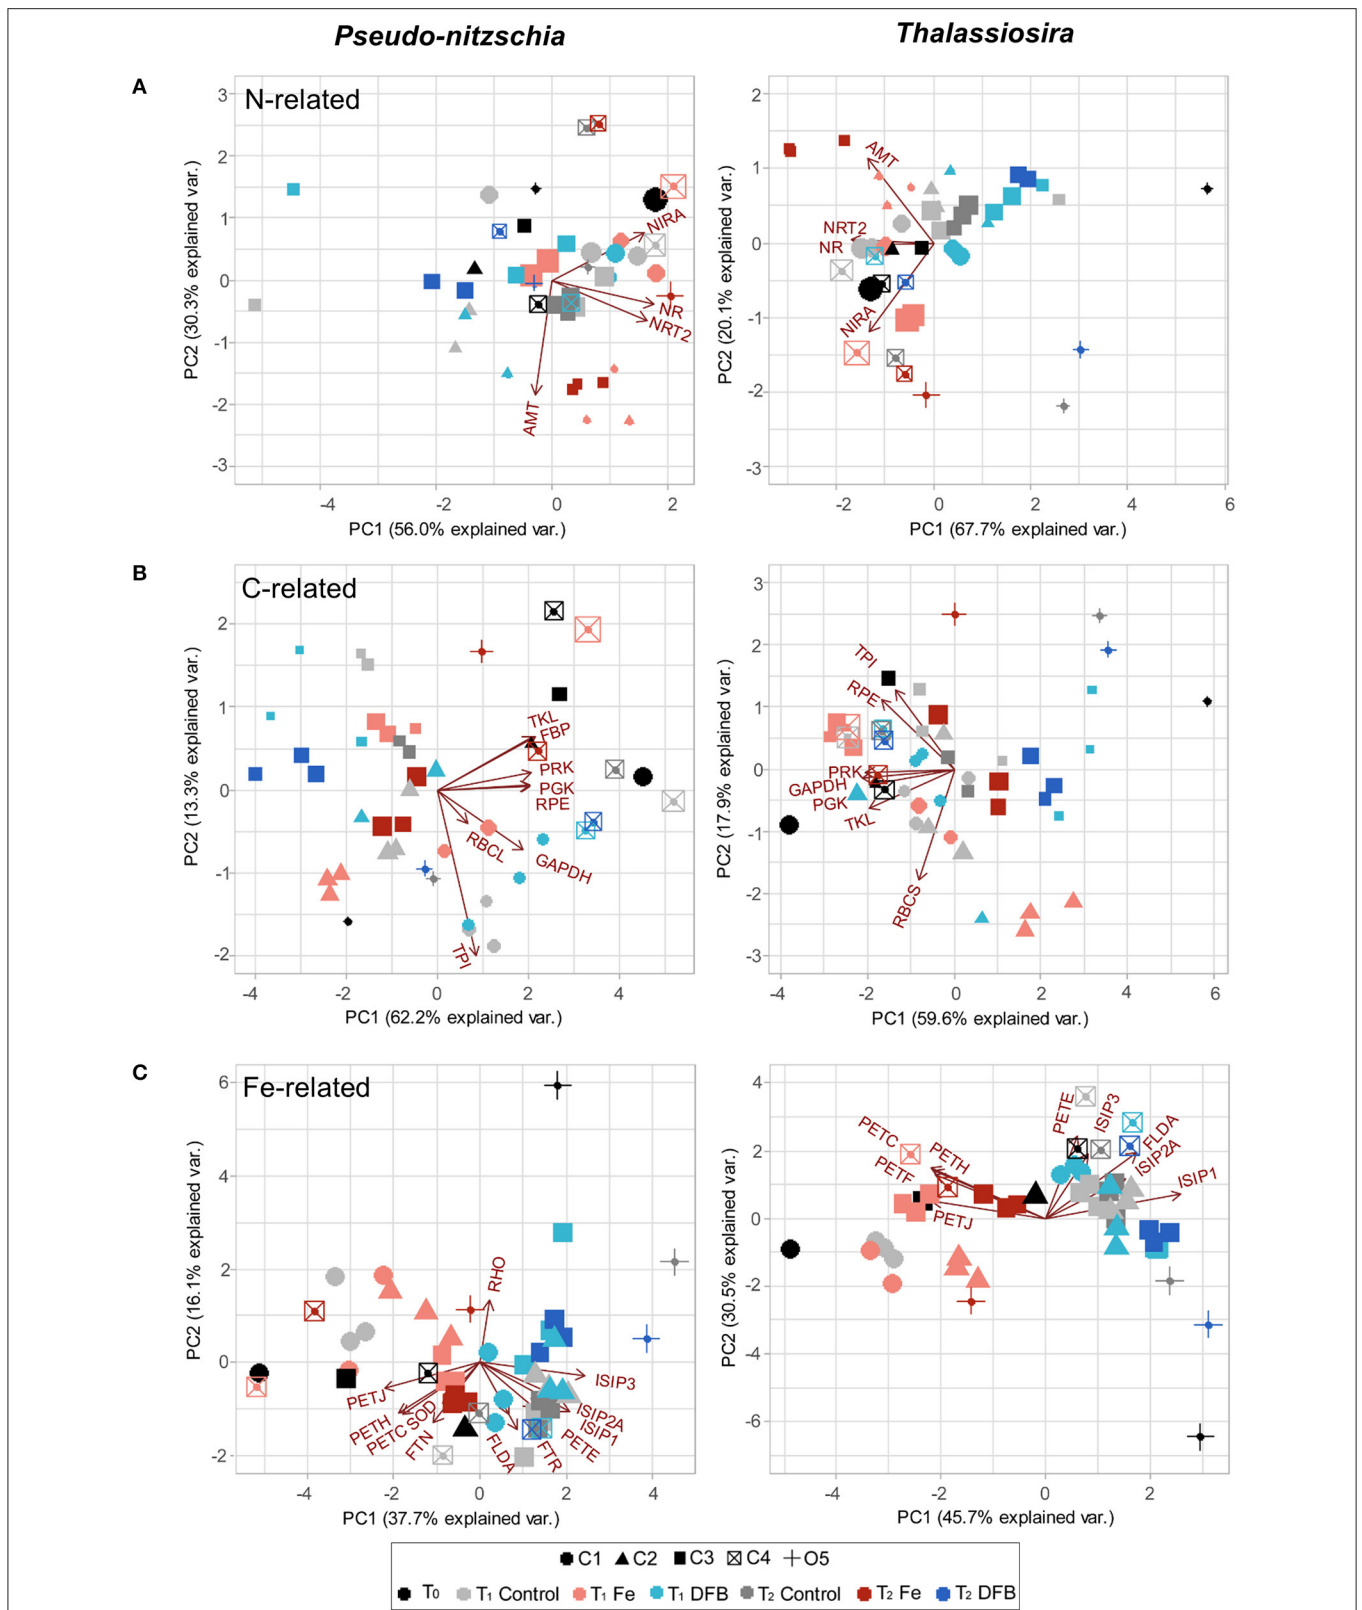 Pseudo-nitzschia
Thalassiosira
A
N-related
3
2
1
0
-1
-2
-3
PC2 (30.3% explained var.)
NIRA
NR
NRT2
AMT
-4
-2
0
2
PC1 (56.0% explained var.)
2
1
0
-1
-2
-3
PC2 (20.1% explained var.)
AMT
NRT2
NR
NIRA
-2
0
2
4
6
PC1 (67.7% explained var.)
B
C-related
2
1
0
-1
-2
PC2 (13.3% explained var.)
TKL
FBP
PRK
PGK
RPE
RBCL
GAPDH
TPI
-4
-2
0
2
4
PC1 (62.2% explained var.)
3
2
1
0
-1
-2
-3
PC2 (17.9% explained var.)
TPI
RPE
PRK
GAPDH
PGK
TKL
RBCS
-4
-2
0
2
4
6
PC1 (59.6% explained var.)
C
Fe-related
6
4
2
0
-2
PC2 (16.1% explained var.)
RHO
ISIP3
PETJ
PETH
PETC
SOD
FTN
FLDA
FTR
PETE
ISIP1
ISIP2A
-4
-2
0
2
4
PC1 (37.7% explained var.)
4
2
0
-2
-4
-6
PC2 (30.5% explained var.)
PETC
PETH
PETF
PETJ
PETE
ISIP3
FLDA
ISIP2A
ISIP1
-4
-2
0
2
PC1 (45.7% explained var.)
C1 C2 C3 C4 O5
T0 T1 Control T1 Fe T1 DFB T2 Control T2 Fe T2 DFB